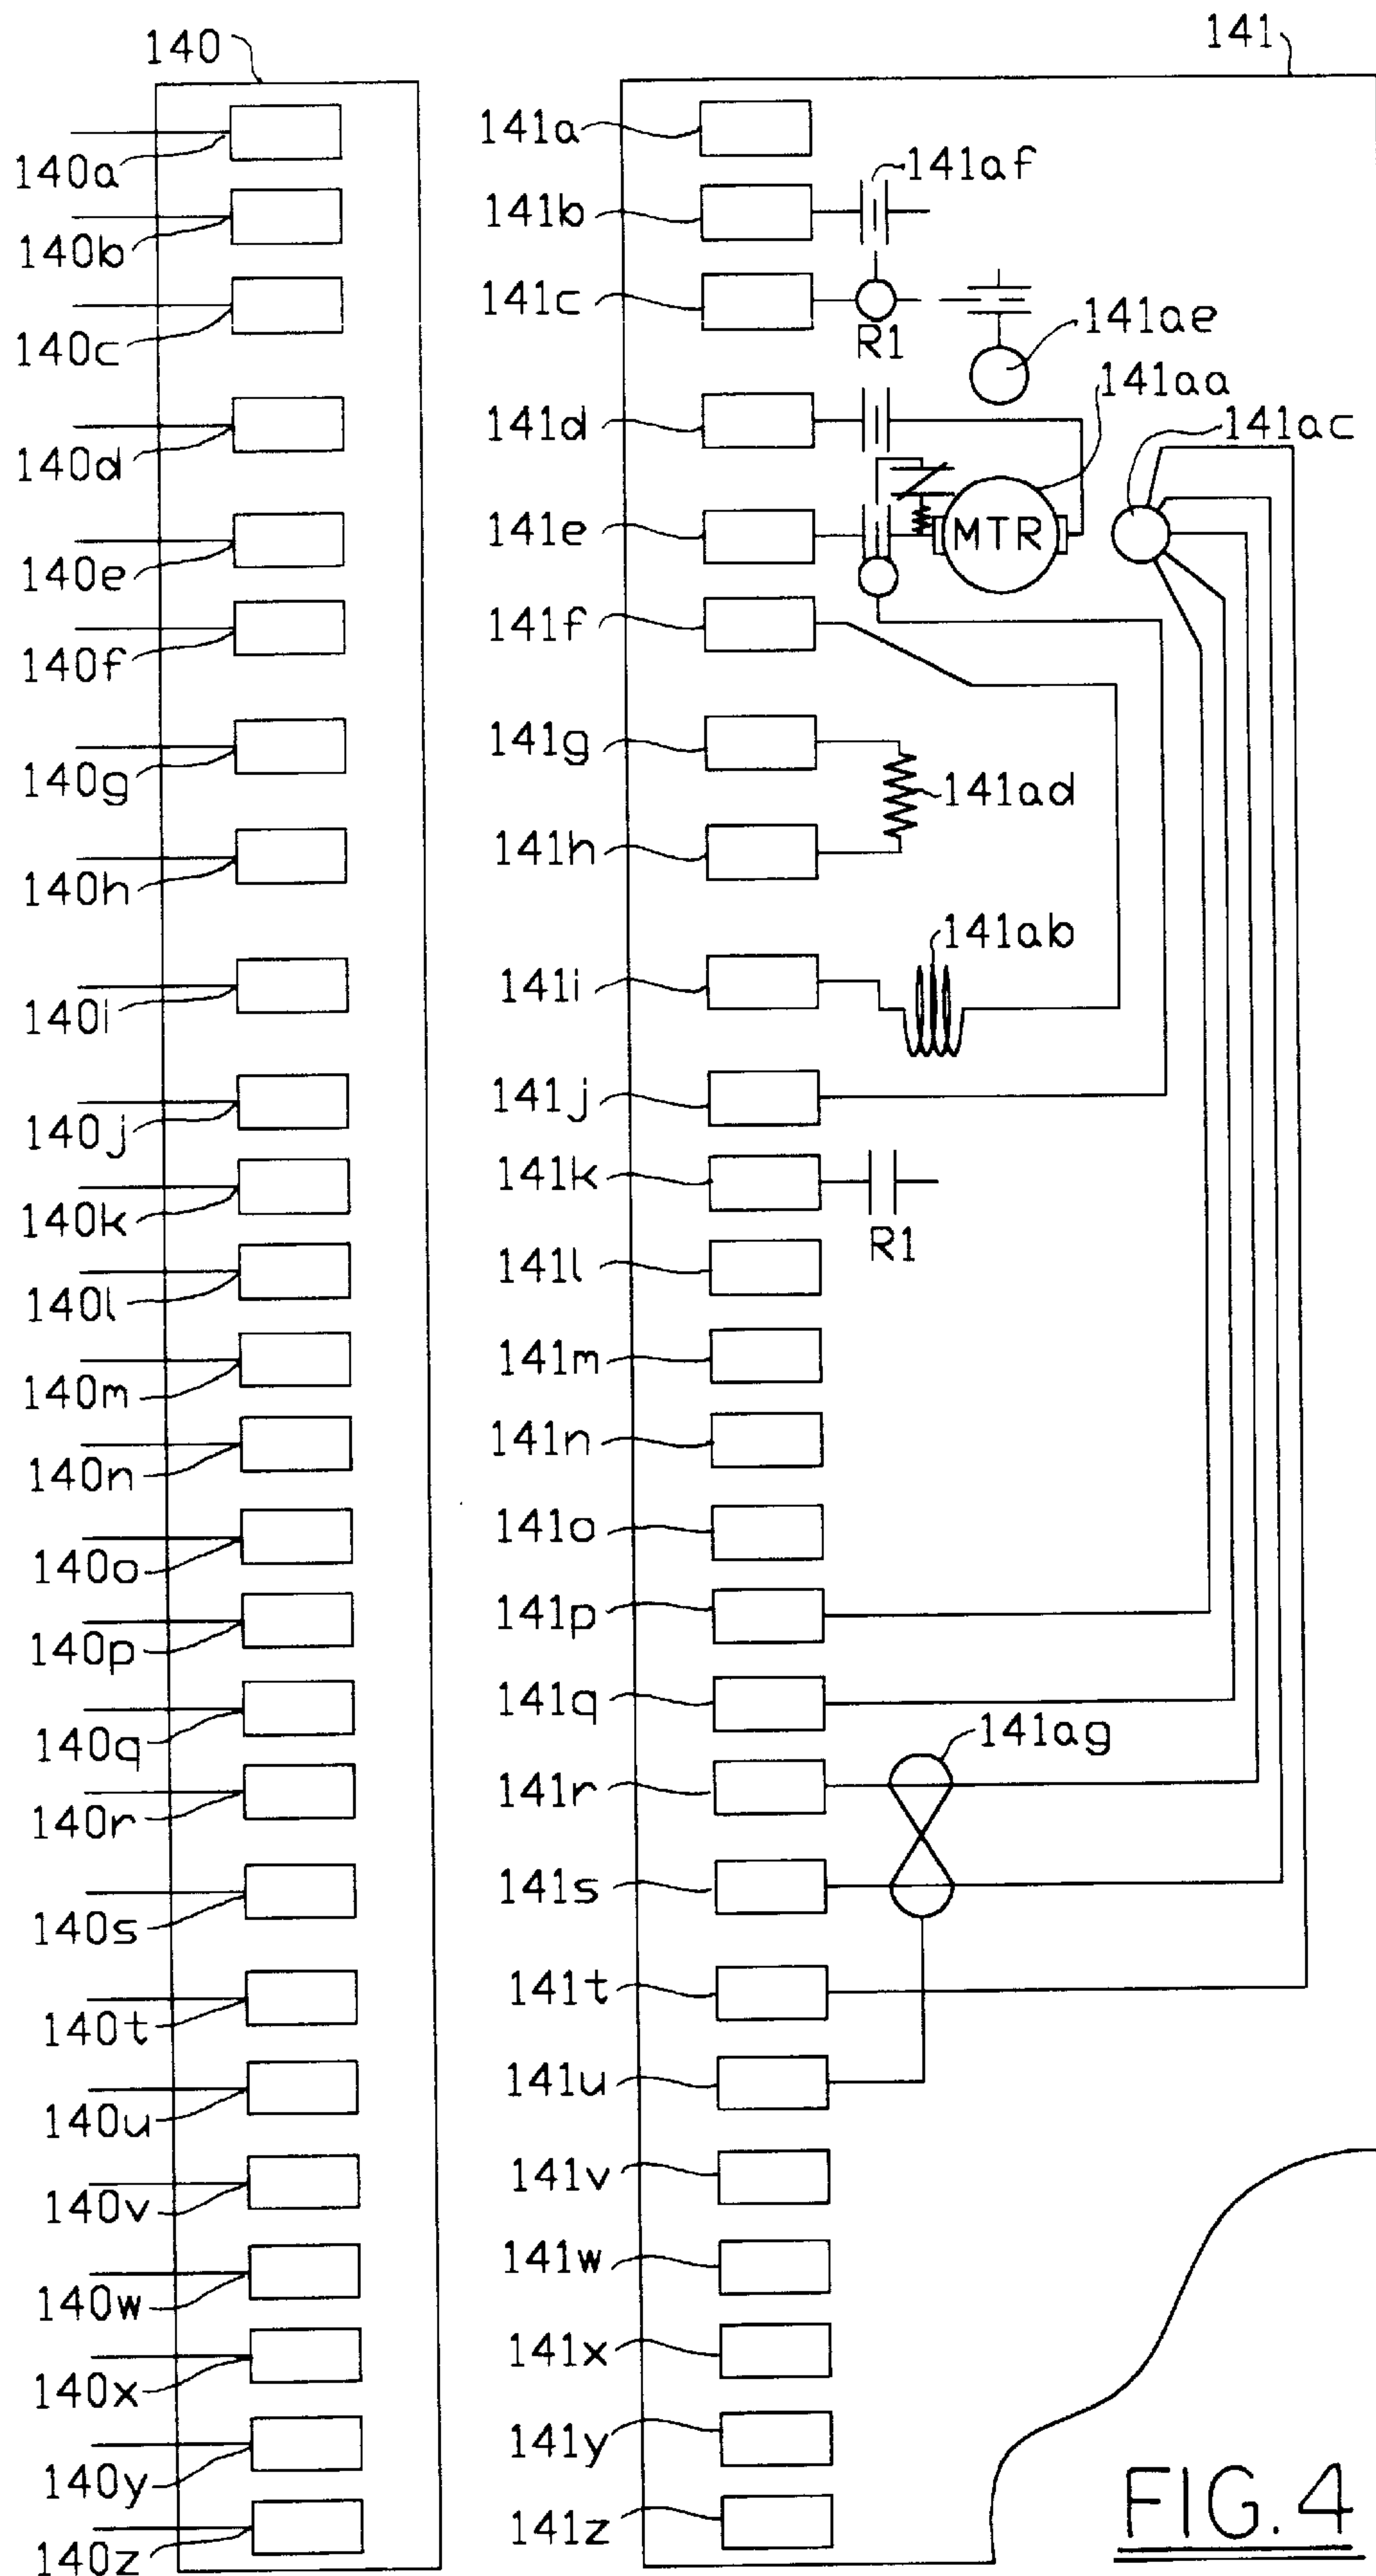 140
141
140a
140b
140c
140d
140e
140f
140g
140h
140i
140j
140k
140l
140m
140n
140o
140p
140q
140r
140s
140t
140u
140v
140w
140x
140y
140z
141a
141b
141af
141c
R1
141ae
141aa
141d
141ac
141e
MTR
141f
141g
141ad
141h
141ab
141i
141j
141k
R1
141l
141m
141n
141o
141p
141q
141ag
141r
141s
141t
141u
141v
141w
141x
141y
141z
FIG. 4